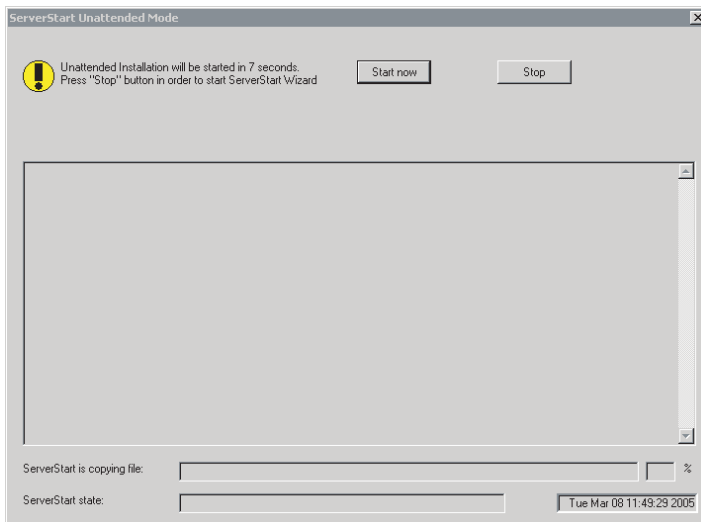 ServerStart Unattended Mode
Unattended Installation will be started in 7 seconds.
Press "Stop" button in order to start ServerStart Wizard
Start now
Stop
ServerStart is copying file:
%
ServerStart state:
Tue Mar 08 11:49:29 2005